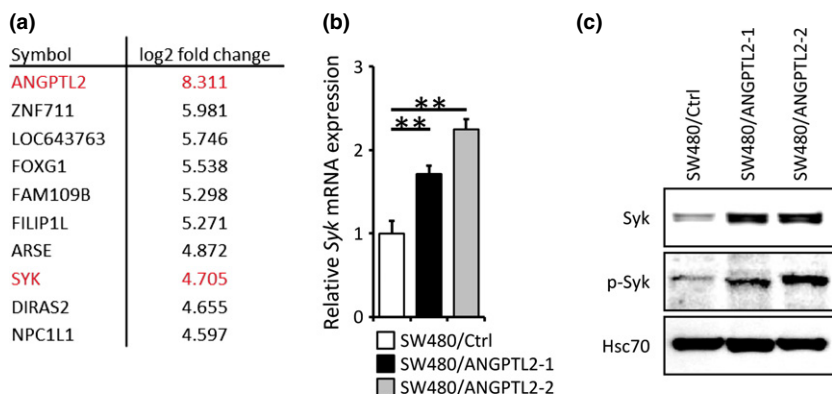 (a)
Symbol log2 fold change
ANGPTL2 8.311
ZNF711 5.981
LOC643763 5.746
FOXG1 5.538
FAM109B 5.298
FILIP1L 5.271
ARSE 4.872
SYK 4.705
DIRAS2 4.655
NPC1L1 4.597
(b)
Relative Syk mRNA expression
3
2
1
0
**
**
SW480/Ctrl
SW480/ANGPTL2-1
SW480/ANGPTL2-2
(c)
SW480/Ctrl
SW480/ANGPTL2-1
SW480/ANGPTL2-2
Syk
p-Syk
Hsc70